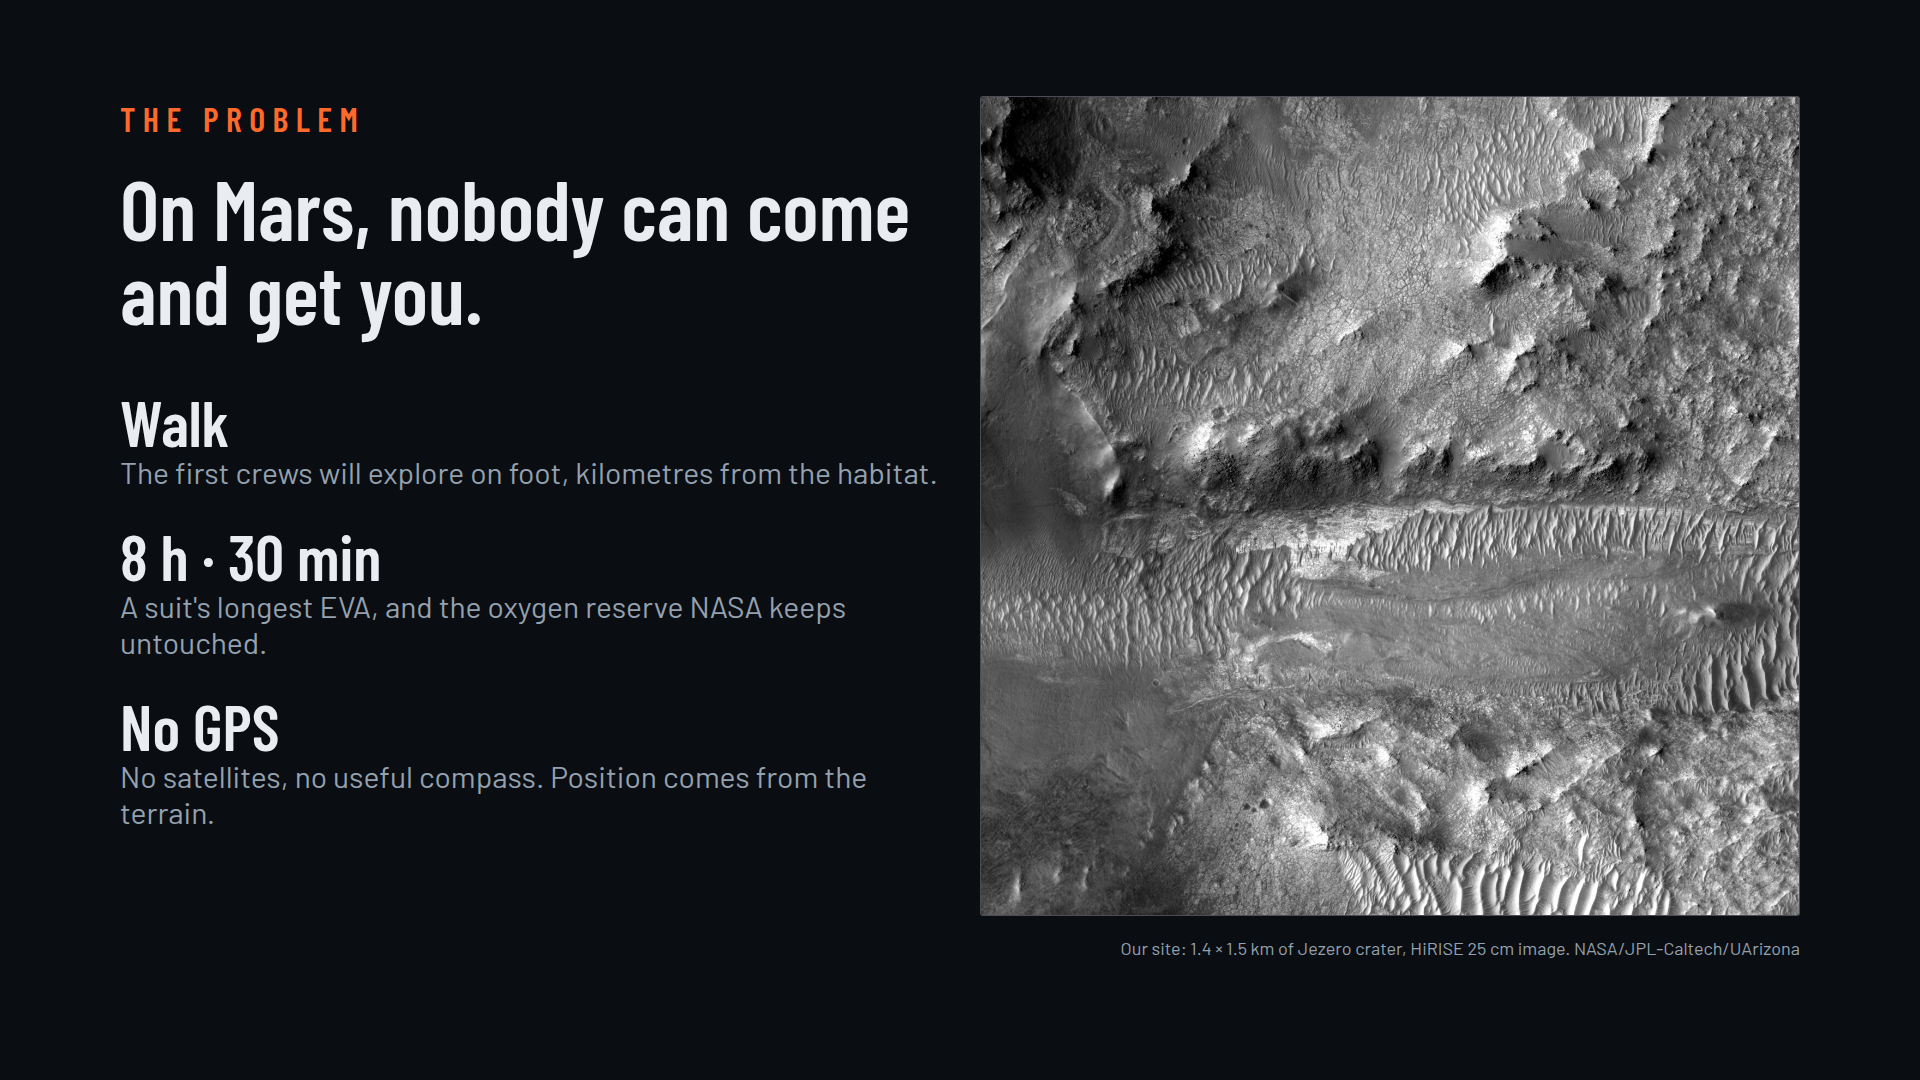 THE PROBLEM
On Mars, nobody can come
and get you.
Walk
The first crews will explore on foot, kilometres from the habitat.
8 h · 30 min
A suit's longest EVA, and the oxygen reserve NASA keeps
untouched.
No GPS
No satellites, no useful compass. Position comes from the
terrain.
Our site: 1.4 × 1.5 km of Jezero crater, HiRISE 25 cm image. NASA/JPL-Caltech/UArizona